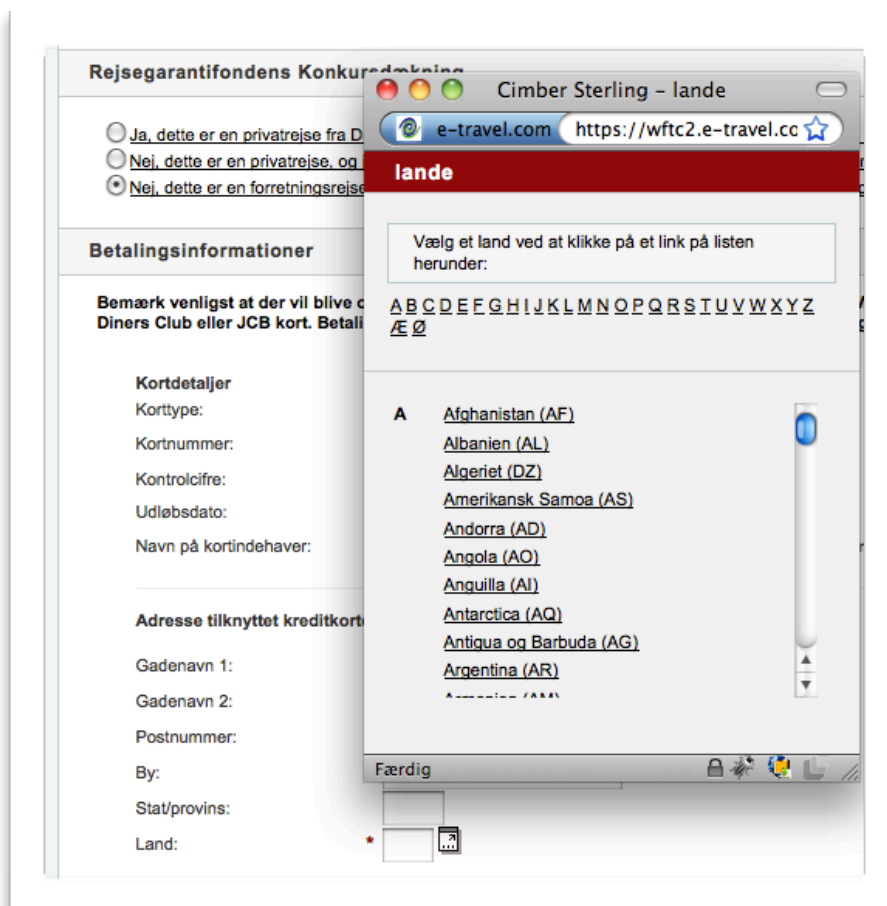 Rejsegarantifondens Konkursdækning
Ja, dette er en privatrejse fra
Nej, dette er en privatrejse, og
Nej, dette er en forretningsrejse
Betalingsinformationer
Bemærk venligst at der vil blive
Diners Club eller JCB kort.
Kortdetaljer
Korttype:
Kortnummer:
Kontrolcifre:
Udløbsdato:
Navn på kortindehaver:
Adresse tilknyttet
Gadenavn 1:
Gadenavn 2:
Postnummer:
By:
Stat/provins:
Land: *
Cimber Sterling – lande
e-travel.com https://wftc2.e-travel.co
lande
Vælg et land ved at klikke på et link på listen
herunder:
A B C D E F G H I J K L M N O P Q R S T U V W X Y Z
Æ Ø
A Afghanistan (AF)
Albanien (AL)
Algeriet (DZ)
Amerikansk Samoa (AS)
Andorra (AD)
Angola (AO)
Anguilla (AI)
Antarctica (AQ)
Antigua og Barbuda (AG)
Argentina (AR)
Færdig